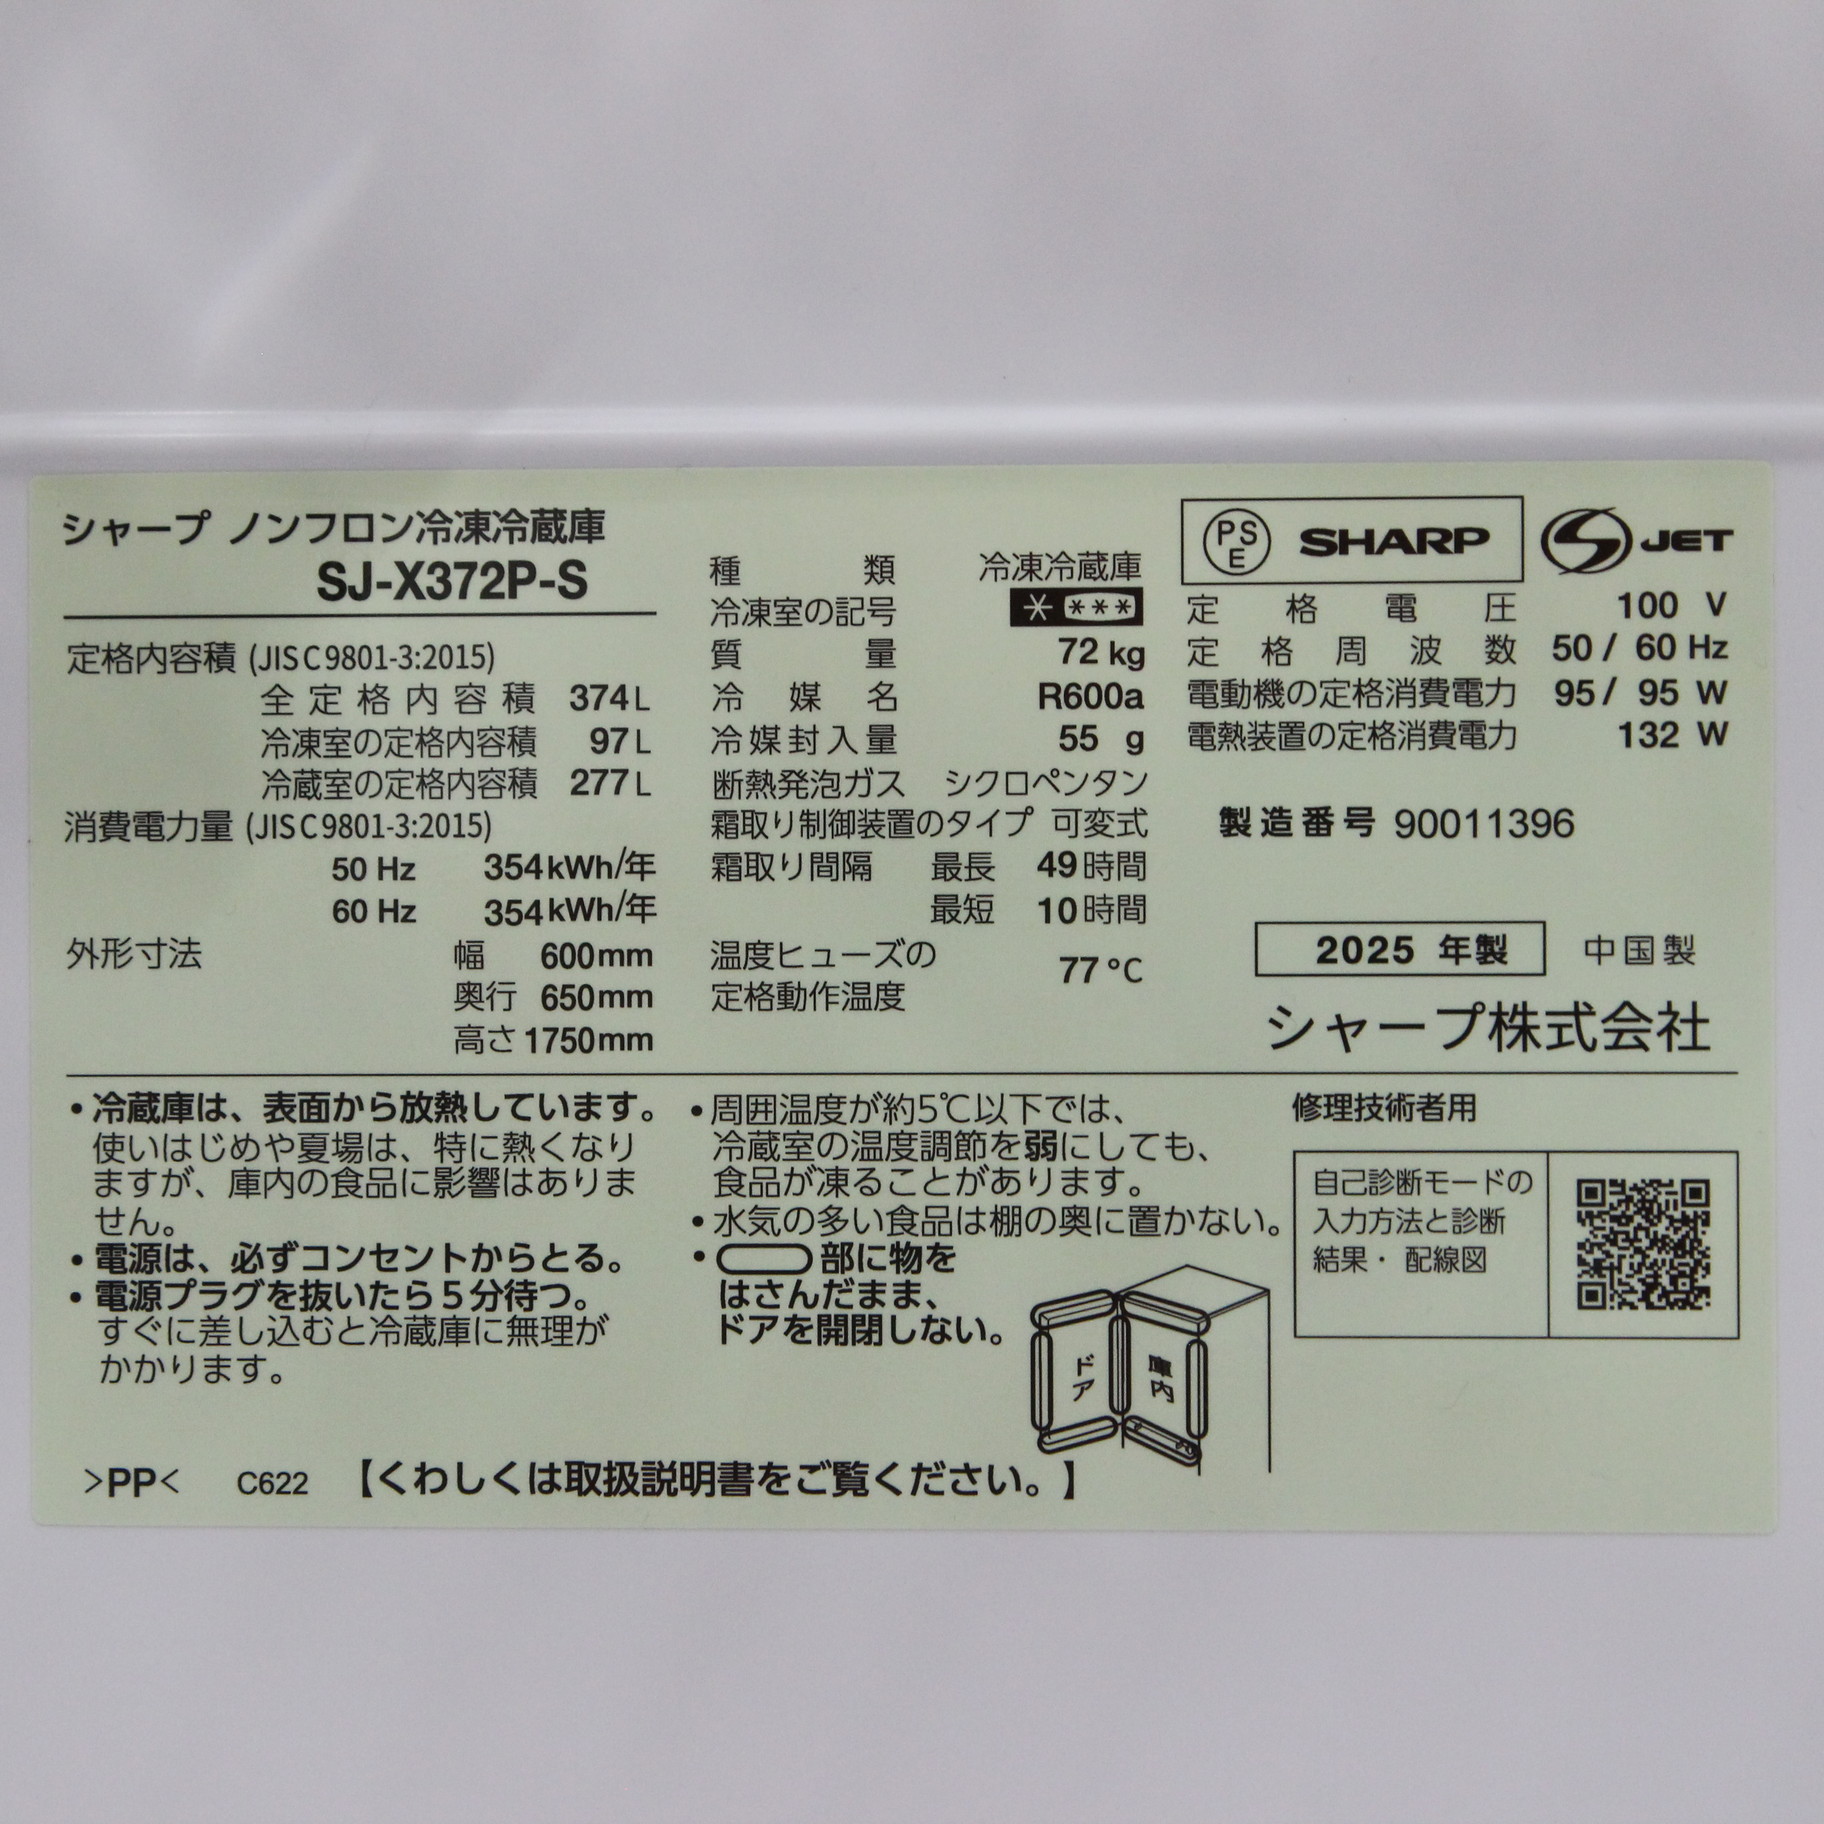 シャープ ノンフロン冷凍冷蔵庫
SJ-X372P-S
定格内容積 (JIS C 9801-3:2015)
全定格内容積 374L
冷凍室の定格内容積 97L
冷蔵室の定格内容積 277L
消費電力量 (JIS C 9801-3:2015)
50 Hz 354kWh/年
60 Hz 354kWh/年
外形寸法 幅 600mm
奥行 650mm
高さ 1750mm
種類 冷凍冷蔵庫
冷凍室の記号 * ***
質量 72 kg
冷媒名 R600a
冷媒封入量 55 g
断熱発泡ガス シクロペンタン
霜取り制御装置のタイプ 可変式
霜取り間隔 最長 49時間
最短 10時間
温度ヒューズの
定格動作温度 77 °C
PSE SHARP JET
定格電圧 100 V
定格周波数 50 / 60 Hz
電動機の定格消費電力 95 / 95 W
電熱装置の定格消費電力 132 W
製造番号 90011396
2025 年製 中国製
シャープ株式会社
・冷蔵庫は、表面から放熱しています。
使いはじめや夏場は、特に熱くなり
ますが、庫内の食品に影響はありま
せん。
・電源は、必ずコンセントからとる。
・電源プラグを抜いたら5分待つ。
すぐに差し込むと冷蔵庫に無理が
かかります。
・周囲温度が約5℃以下では、
冷蔵室の温度調節を弱にしても、
食品が凍ることがあります。
・水気の多い食品は棚の奥に置かない。
・部に物を
はさんだまま、
ドアを開閉しない。
ドア
庫内
修理技術者用
自己診断モードの
入力方法と診断
結果・配線図
>PP< C622 【くわしくは取扱説明書をご覧ください。】